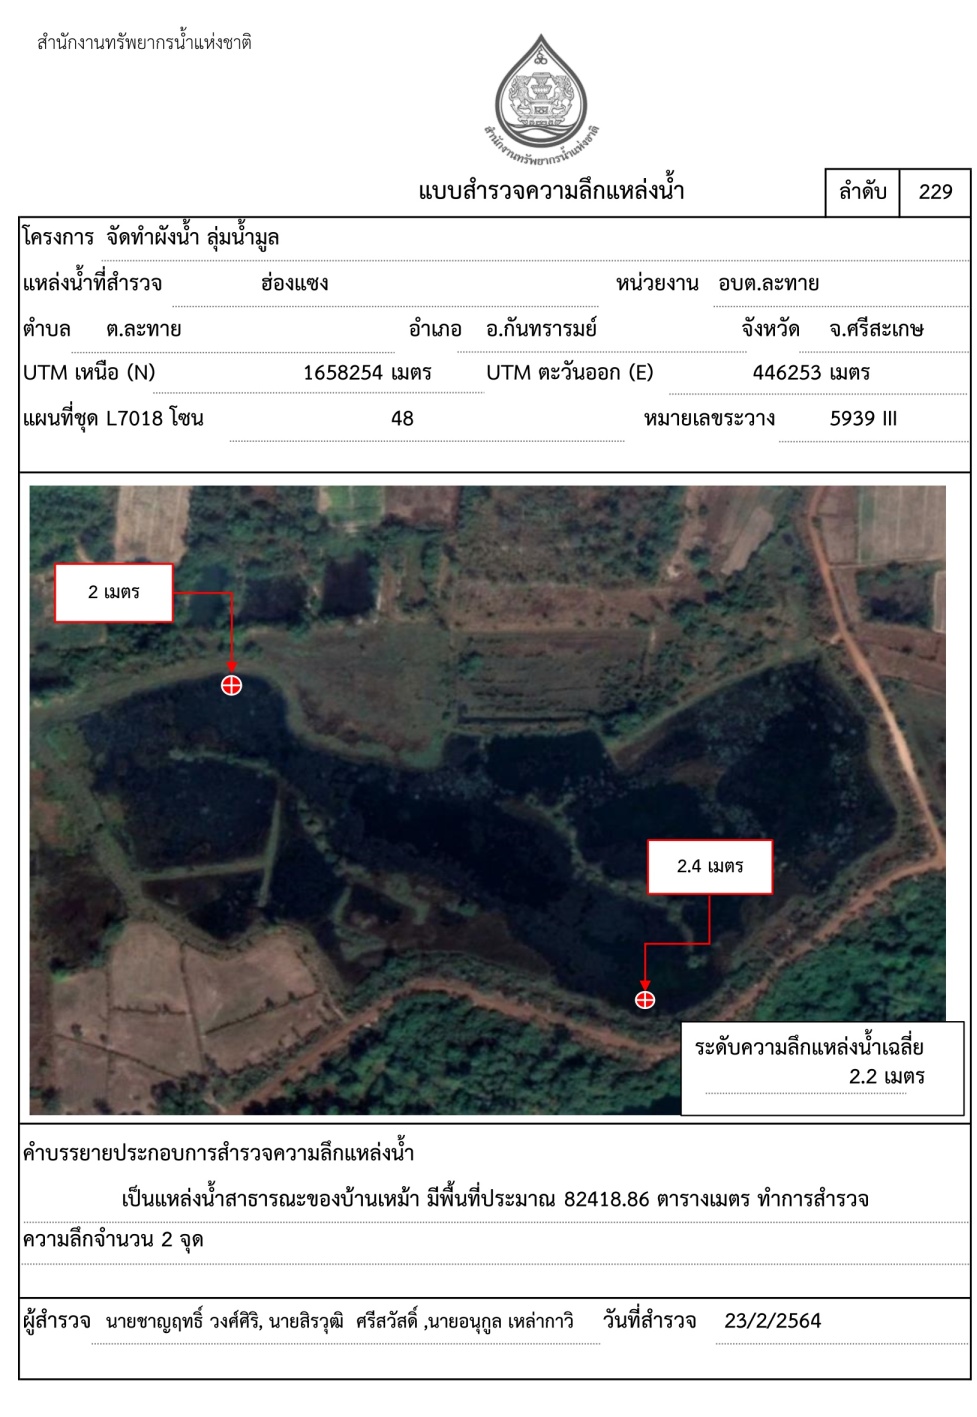 สำนักงานทรัพยากรน้ำแห่งชาติ
สำนักงานทรัพยากรน้ำแห่งชาติ
แบบสำรวจความลึกแหล่งน้ำ
ลำดับ 229
โครงการ จัดทำผังน้ำ ลุ่มน้ำมูล
แหล่งน้ำที่สำรวจ ฮ่องแซง หน่วยงาน อบต.ละทาย
ตำบล ต.ละทาย อำเภอ อ.กันทรารมย์ จังหวัด จ.ศรีสะเกษ
UTM เหนือ (N) 1658254 เมตร UTM ตะวันออก (E) 446253 เมตร
แผนที่ชุด L7018 โซน 48 หมายเลขระวาง 5939 III
2 เมตร
2.4 เมตร
ระดับความลึกแหล่งน้ำเฉลี่ย
2.2 เมตร
คำบรรยายประกอบการสำรวจความลึกแหล่งน้ำ
เป็นแหล่งน้ำสาธารณะของบ้านเหม้า มีพื้นที่ประมาณ 82418.86 ตารางเมตร ทำการสำรวจ
ความลึกจำนวน 2 จุด
ผู้สำรวจ นายชาญฤทธิ์ วงศ์ศิริ, นายสิรวุฒิ ศรีสวัสดิ์ ,นายอนุกูล เหล่ากาวิ วันที่สำรวจ 23/2/2564